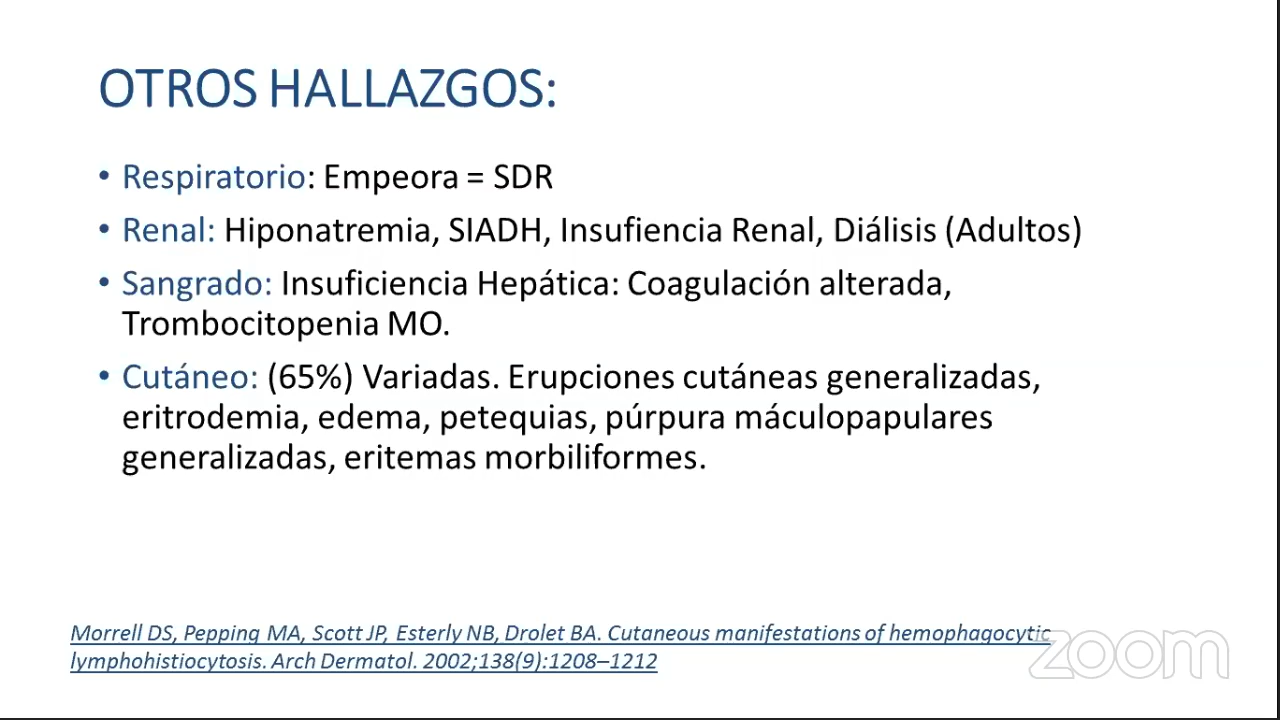 OTROS HALLAZGOS:
• Respiratorio: Empeora = SDR
• Renal: Hiponatremia, SIADH, Insufiencia Renal, Diálisis (Adultos)
• Sangrado: Insuficiencia Hepática: Coagulación alterada,
Trombocitopenia MO.
• Cutáneo: (65%) Variadas. Erupciones cutáneas generalizadas,
eritrodemia, edema, petequias, púrpura máculopapulares
generalizadas, eritemas morbiliformes.
Morrell DS, Pepping MA, Scott JP, Esterly NB, Drolet BA. Cutaneous manifestations of hemophagocytic
lymphohistiocytosis. Arch Dermatol. 2002;138(9):1208–1212
zoom